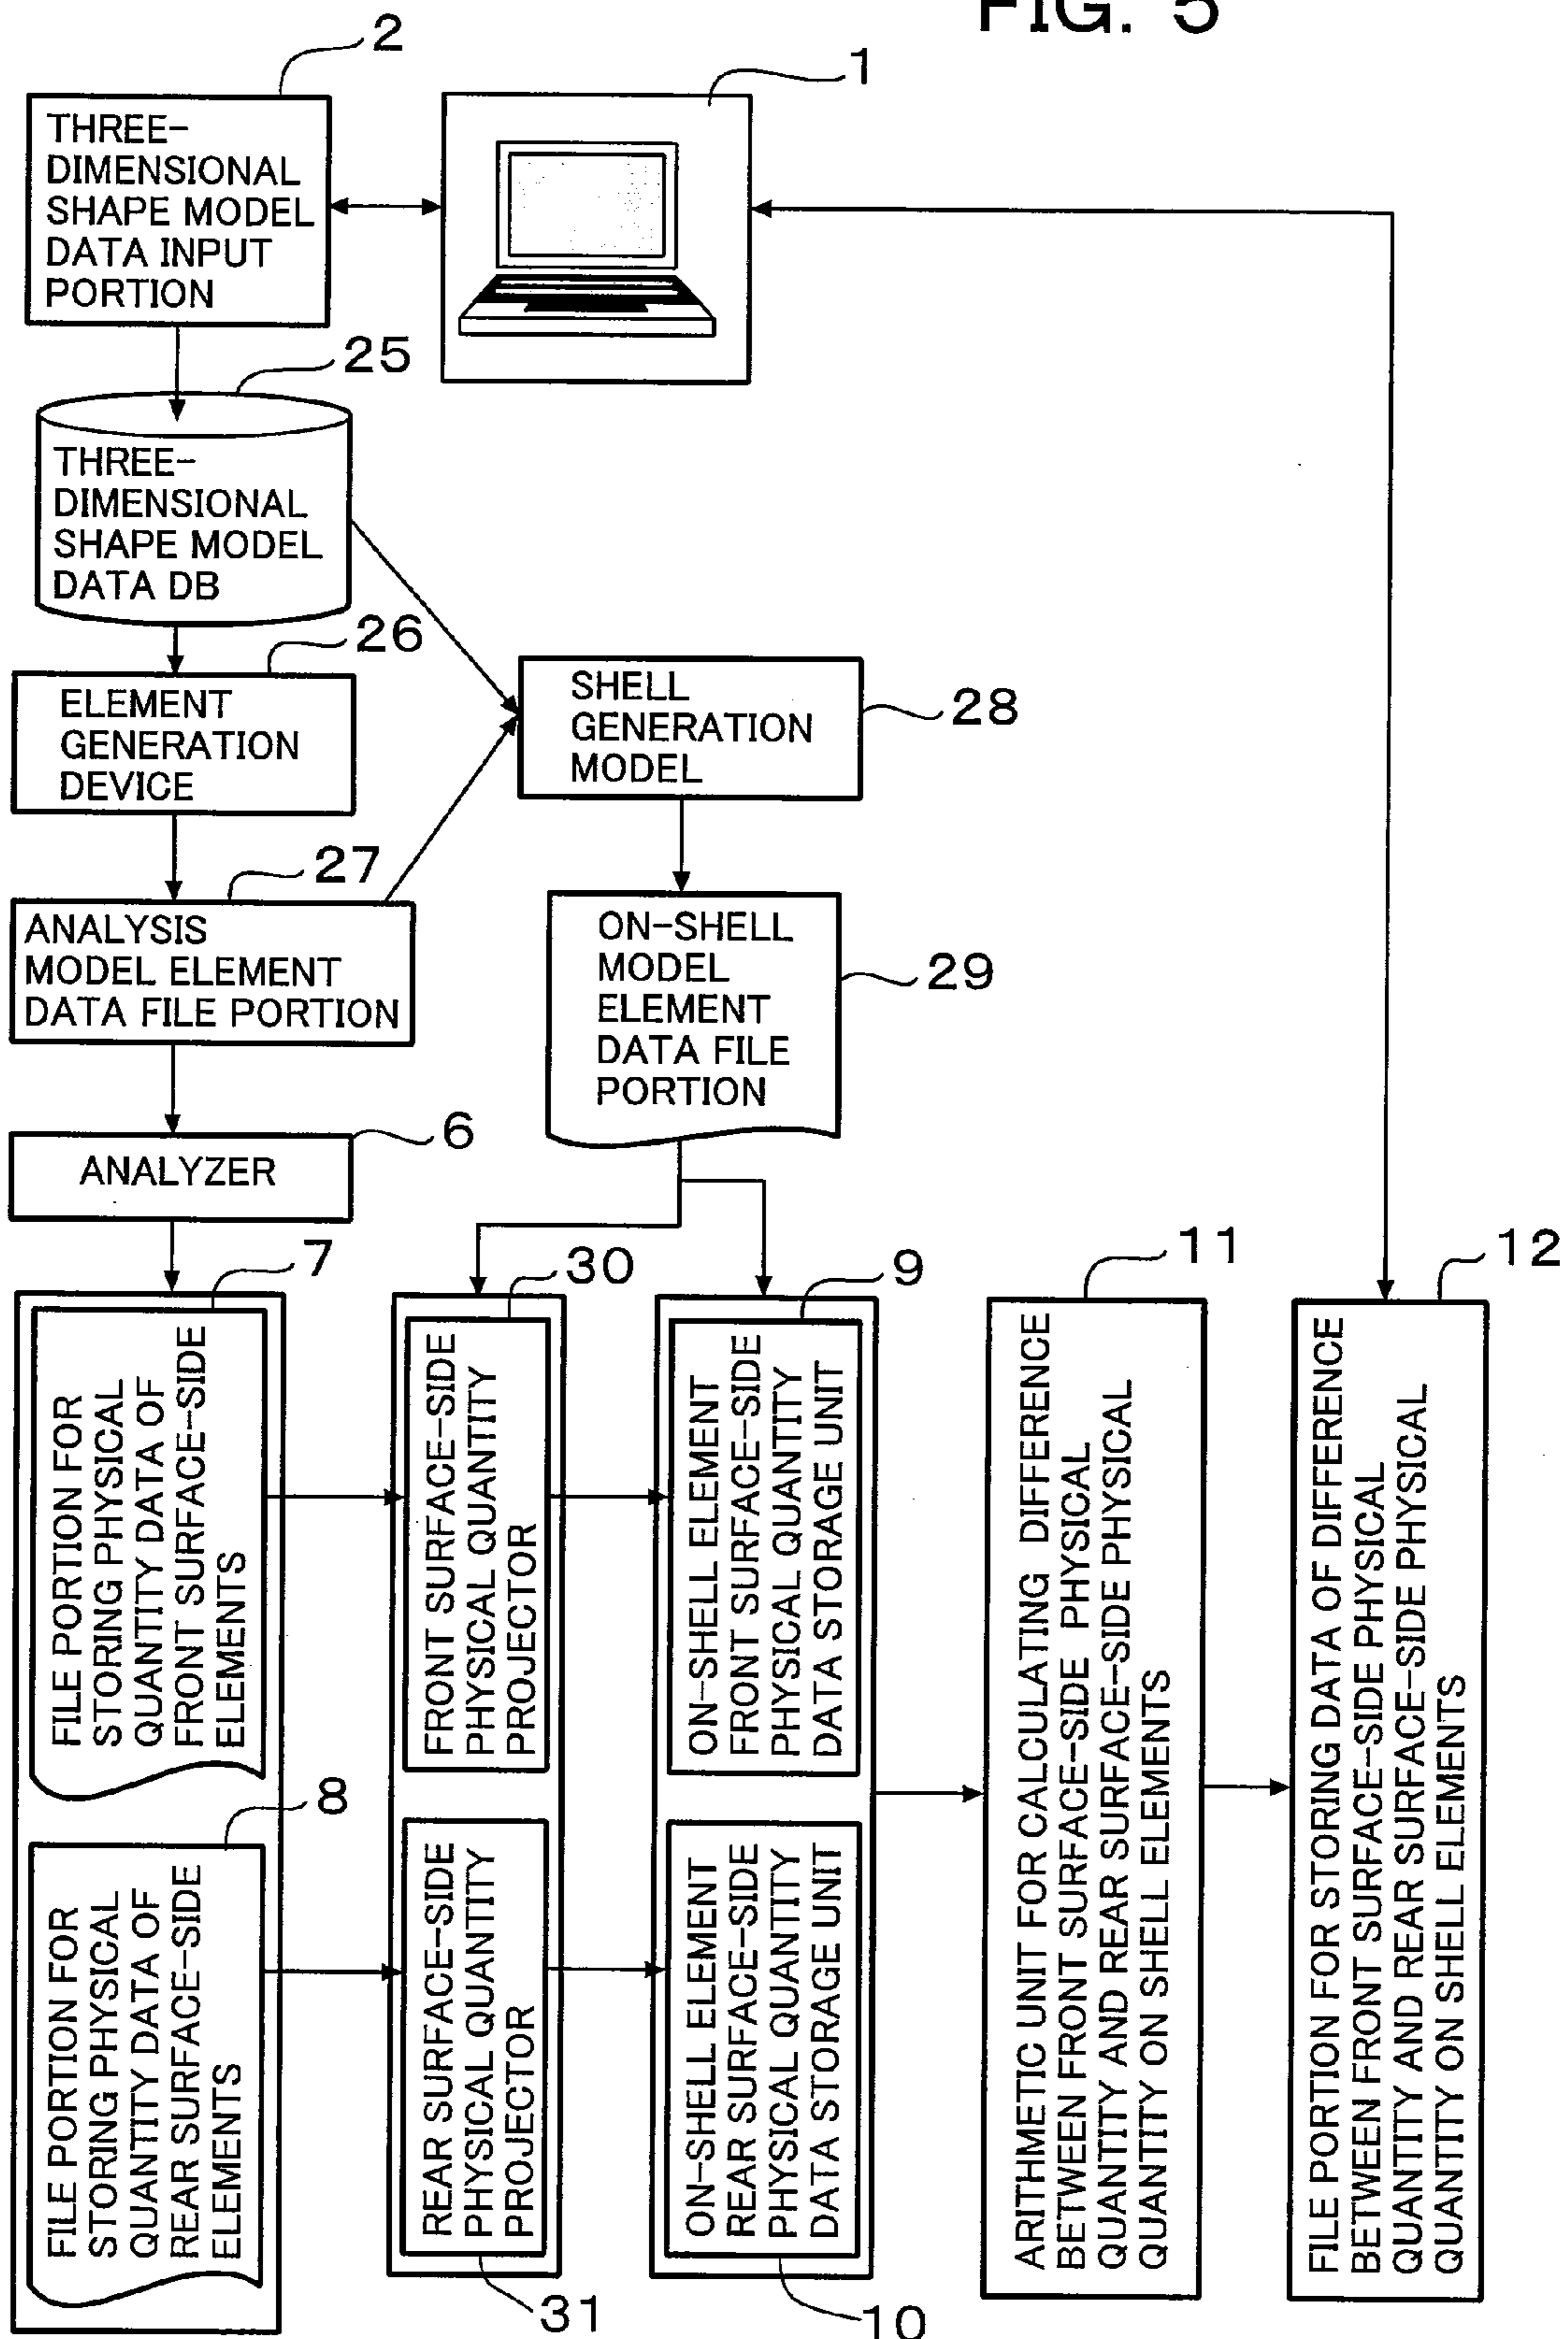 FIG. 5
2
1
THREE-
DIMENSIONAL
SHAPE MODEL
DATA INPUT
PORTION
25
THREE-
DIMENSIONAL
SHAPE MODEL
DATA DB
26
ELEMENT
GENERATION
DEVICE
SHELL
GENERATION
MODEL
28
27
ANALYSIS
MODEL ELEMENT
DATA FILE PORTION
ON-SHELL
MODEL
ELEMENT
DATA FILE
PORTION
29
6
ANALYZER
7
FILE PORTION FOR
STORING PHYSICAL
QUANTITY DATA OF
FRONT SURFACE-SIDE
ELEMENTS
8
FILE PORTION FOR
STORING PHYSICAL
QUANTITY DATA OF
REAR SURFACE-SIDE
ELEMENTS
30
FRONT SURFACE-SIDE
PHYSICAL QUANTITY
PROJECTOR
REAR SURFACE-SIDE
PHYSICAL QUANTITY
PROJECTOR
31
9
ON-SHELL ELEMENT
FRONT SURFACE-SIDE
PHYSICAL QUANTITY
DATA STORAGE UNIT
ON-SHELL ELEMENT
REAR SURFACE-SIDE
PHYSICAL QUANTITY
DATA STORAGE UNIT
10
11
ARITHMETIC UNIT FOR CALCULATING DIFFERENCE
BETWEEN FRONT SURFACE-SIDE PHYSICAL
QUANTITY AND REAR SURFACE-SIDE PHYSICAL
QUANTITY ON SHELL ELEMENTS
12
FILE PORTION FOR STORING DATA OF DIFFERENCE
BETWEEN FRONT SURFACE-SIDE PHYSICAL
QUANTITY AND REAR SURFACE-SIDE PHYSICAL
QUANTITY ON SHELL ELEMENTS